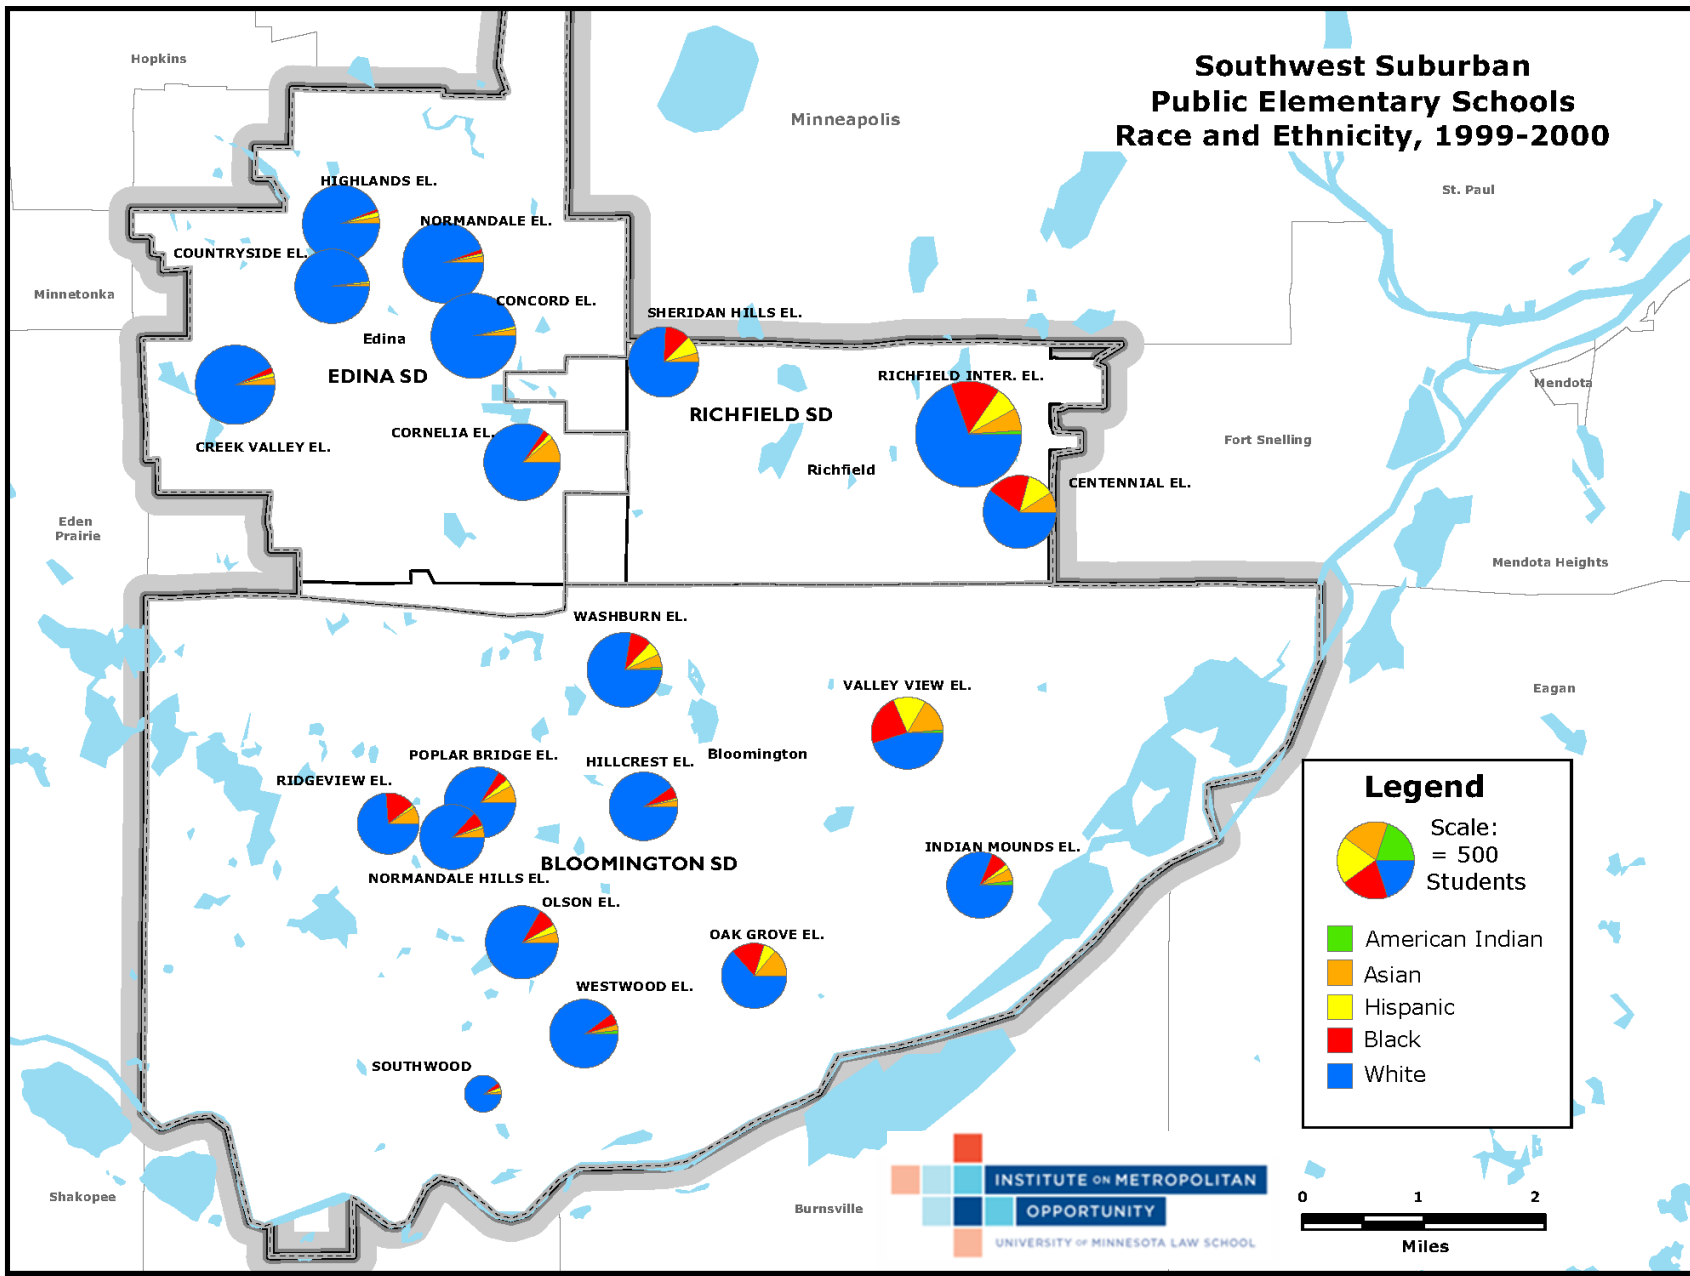 Southwest Suburban
Public Elementary Schools
Race and Ethnicity, 1999-2000
Hopkins
Minneapolis
St. Paul
HIGHLANDS EL.
NORMANDALE EL.
COUNTRYSIDE EL.
Minnetonka
CONCORD EL.
SHERIDAN HILLS EL.
Edina
EDINA SD
RICHFIELD INTER. EL.
Mendota
RICHFIELD SD
CORNELIA EL.
CREEK VALLEY EL.
Fort Snelling
Richfield
CENTENNIAL EL.
Eden
Prairie
Mendota Heights
WASHBURN EL.
VALLEY VIEW EL.
Eagan
POPLAR BRIDGE EL.
Bloomington
HILLCREST EL.
RIDGEVIEW EL.
BLOOMINGTON SD
INDIAN MOUNDS EL.
NORMANDALE HILLS EL.
OLSON EL.
OAK GROVE EL.
WESTWOOD EL.
SOUTHWOOD
Legend
Scale:
= 500
Students
American Indian
Asian
Hispanic
Black
White
Shakopee
Burnsville
INSTITUTE ON METROPOLITAN
OPPORTUNITY
UNIVERSITY OF MINNESOTA LAW SCHOOL
0 1 2
Miles